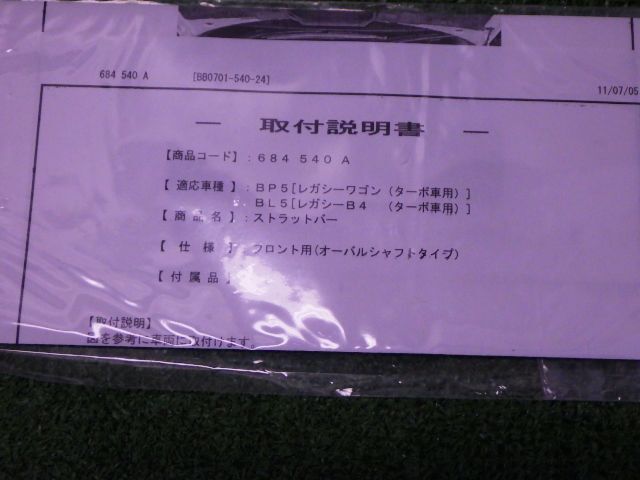 684 540 A [BB0701-540-24] 11/07/05
― 取付説明書 ―
【商品コード】:684 540 A
【適応車種】:BP5[レガシーワゴン(ターボ車用)]
BL5[レガシーB4 (ターボ車用)]
【商品名】:ストラットバー
【仕様】:フロント用(オーバルシャフトタイプ)
【付属品】
【取付説明】
図を参考に車両に取付けます。